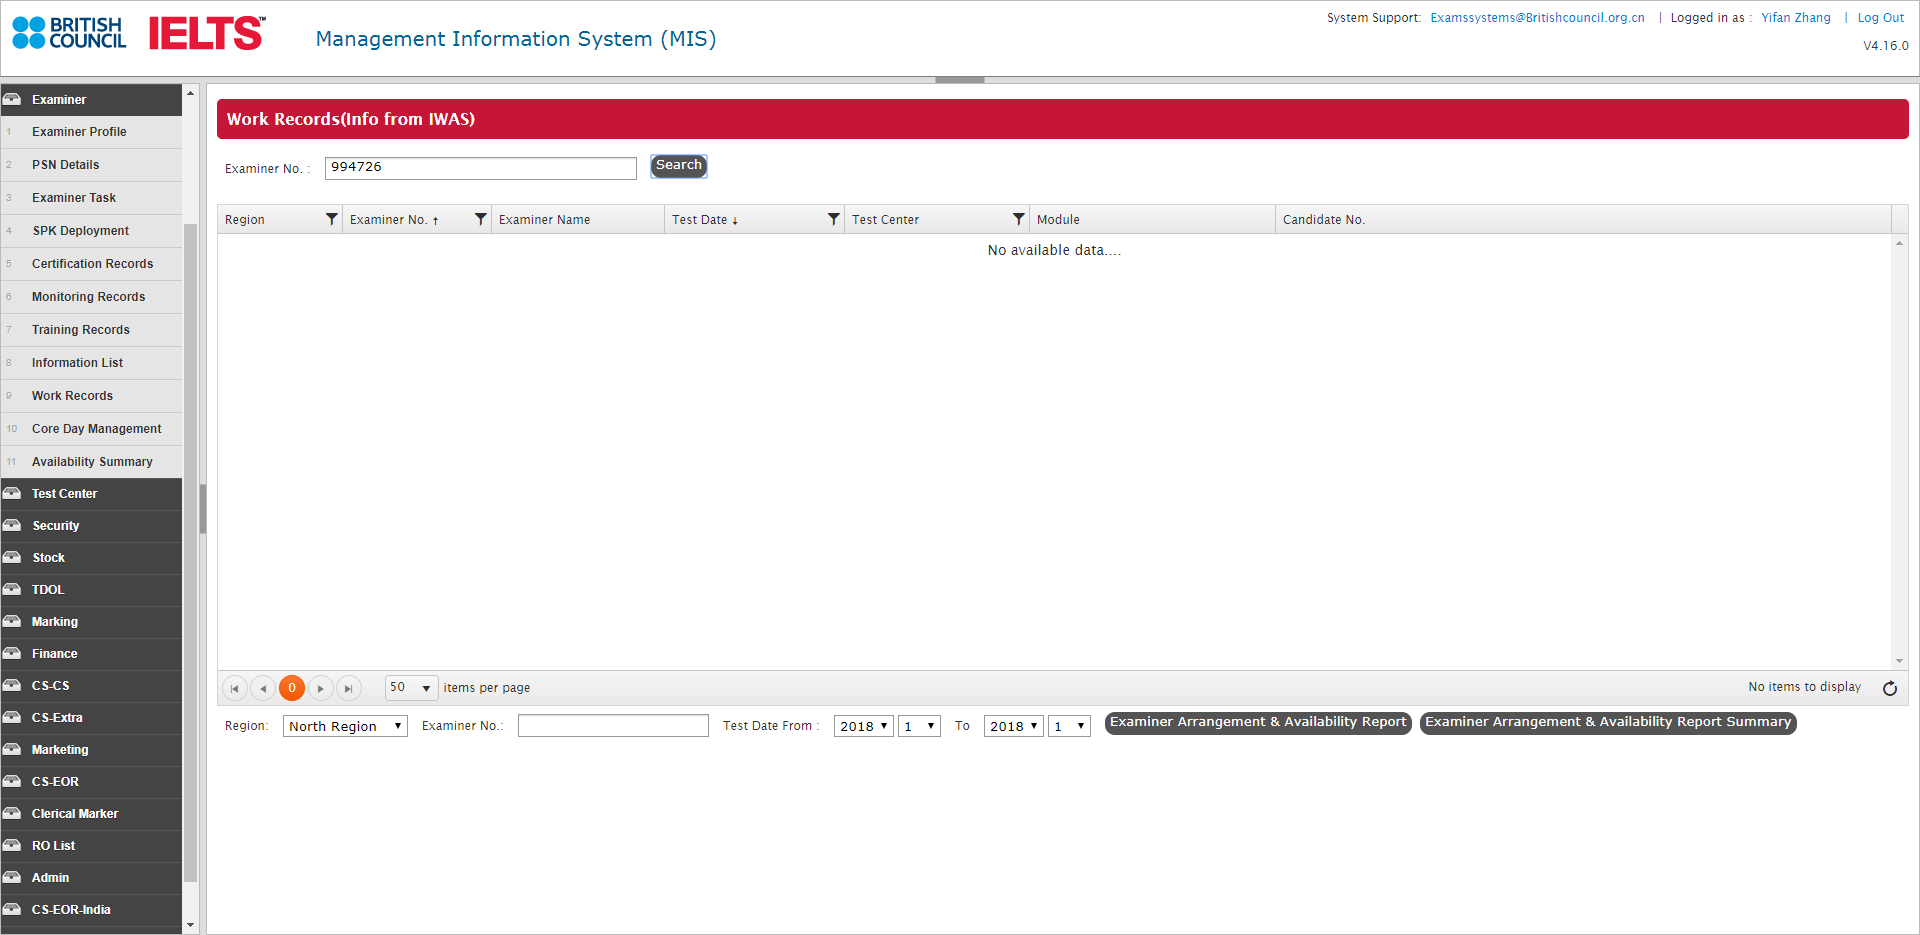 BRITISH
COUNCIL
IELTS™
Management Information System (MIS)
System Support: Examssystems@Britishcouncil.org.cn | Logged in as : Yifan Zhang | Log Out
V4.16.0
Examiner
1 Examiner Profile
2 PSN Details
3 Examiner Task
4 SPK Deployment
5 Certification Records
6 Monitoring Records
7 Training Records
8 Information List
9 Work Records
10 Core Day Management
11 Availability Summary
Test Center
Security
Stock
TDOL
Marking
Finance
CS-CS
CS-Extra
Marketing
CS-EOR
Clerical Marker
RO List
Admin
CS-EOR-India
Work Records(Info from IWAS)
Examiner No. : 994726 Search
Region Examiner No. ↑ Examiner Name Test Date ↓ Test Center Module Candidate No.
No available data....
0 50 items per page No items to display
Region: North Region Examiner No.: Test Date From : 2018 1 To 2018 1 Examiner Arrangement & Availability Report Examiner Arrangement & Availability Report Summary